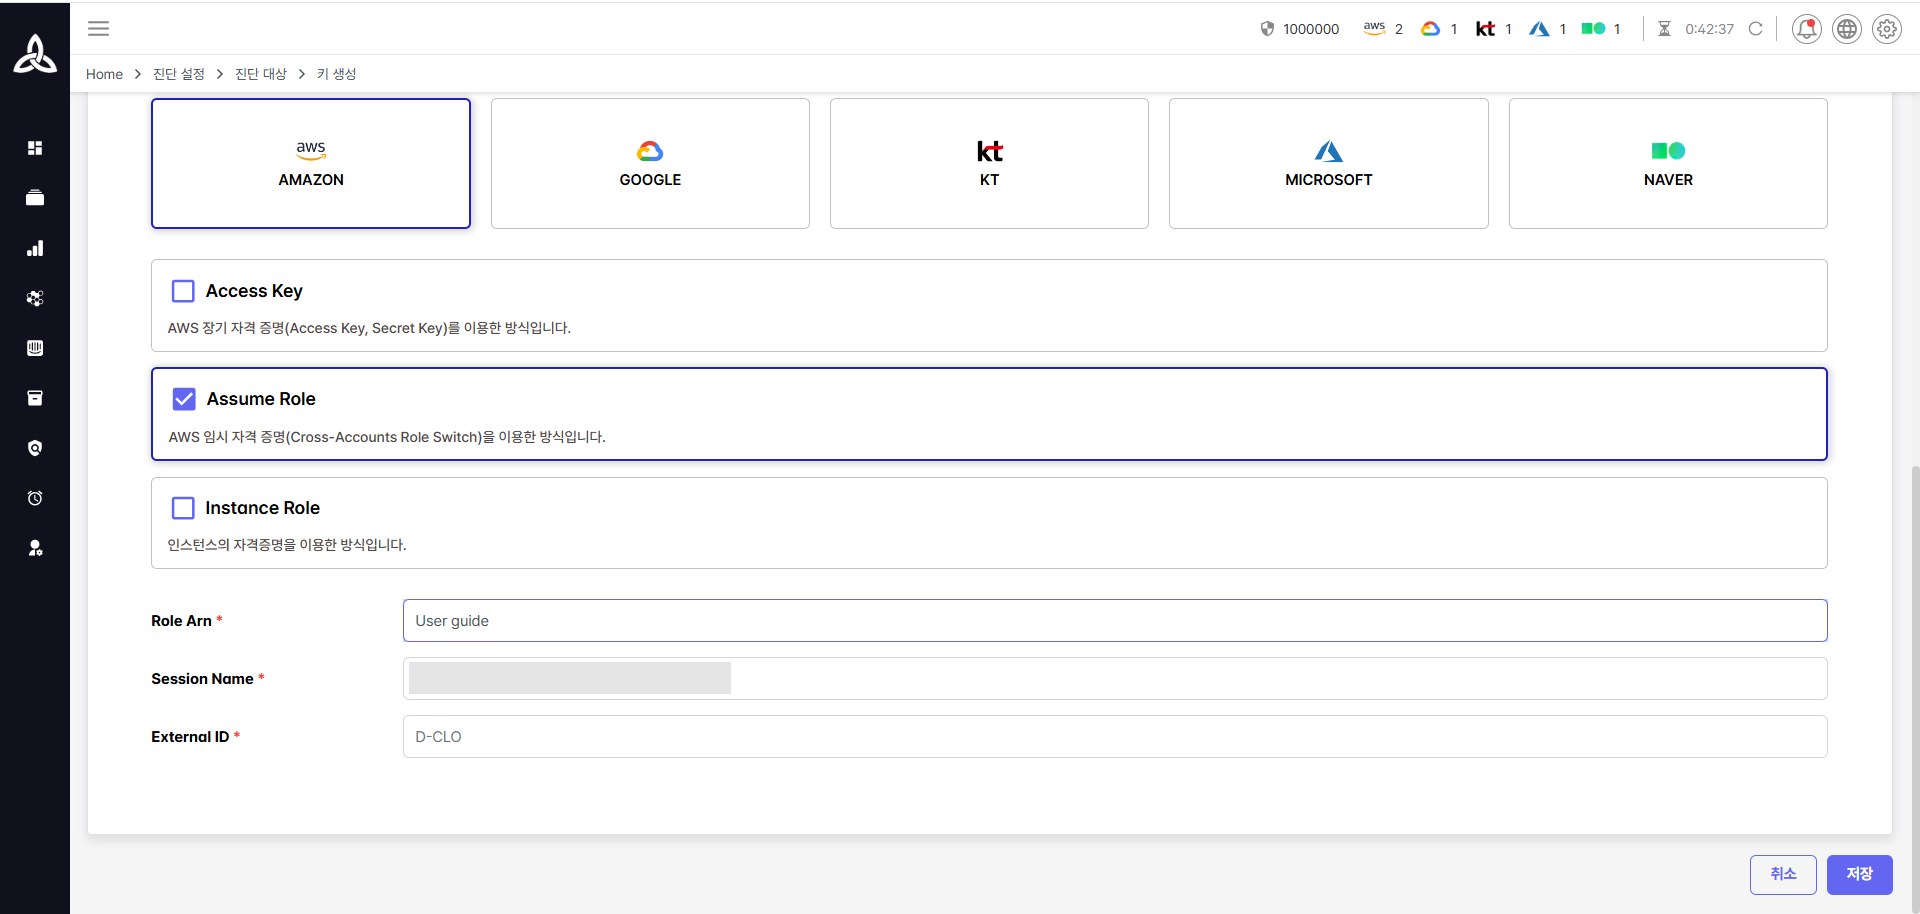 1000000 aws 2 1 kt 1 1 1 0:42:37
Home > 진단 설정 > 진단 대상 > 키 생성
aws
AMAZON
GOOGLE
kt
KT
MICROSOFT
NAVER
Access Key
AWS 장기 자격 증명(Access Key, Secret Key)를 이용한 방식입니다.
Assume Role
AWS 임시 자격 증명(Cross-Accounts Role Switch)을 이용한 방식입니다.
Instance Role
인스턴스의 자격증명을 이용한 방식입니다.
Role Arn * User guide
Session Name *
External ID * D-CLO
취소 저장